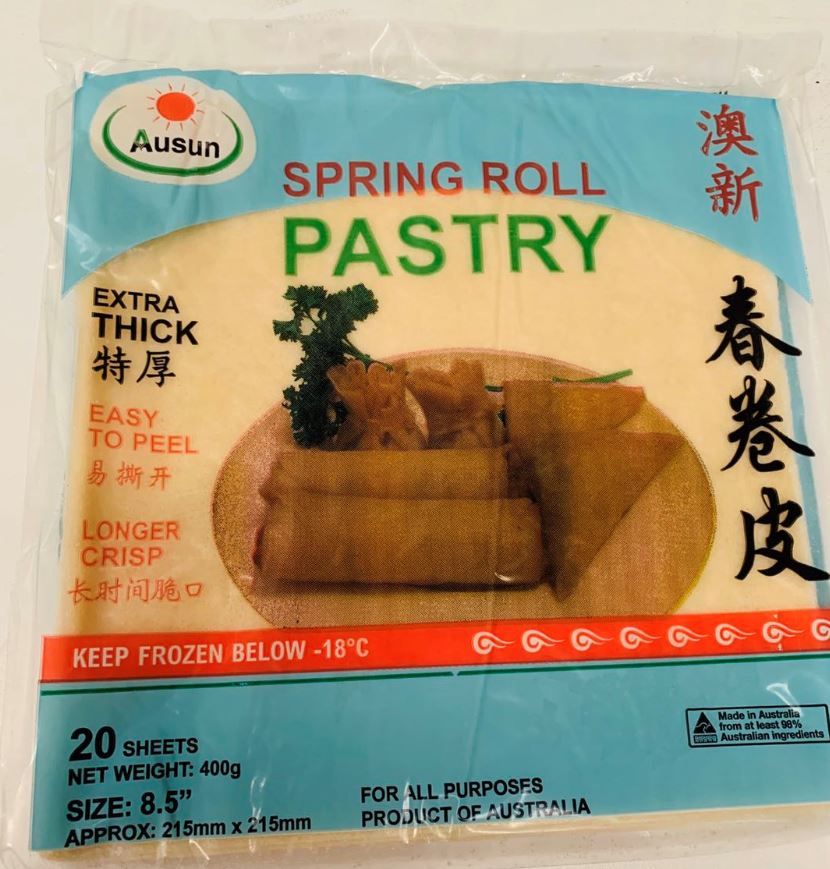 Ausun
澳新
SPRING ROLL
PASTRY
春卷皮
EXTRA
THICK
特厚
EASY
TO PEEL
易撕开
LONGER
CRISP
长时间脆口
KEEP FROZEN BELOW -18°C
Made in Australia
from at least 98%
Australian ingredients
20 SHEETS
NET WEIGHT: 400g
SIZE: 8.5”
APPROX: 215mm x 215mm
FOR ALL PURPOSES
PRODUCT OF AUSTRALIA